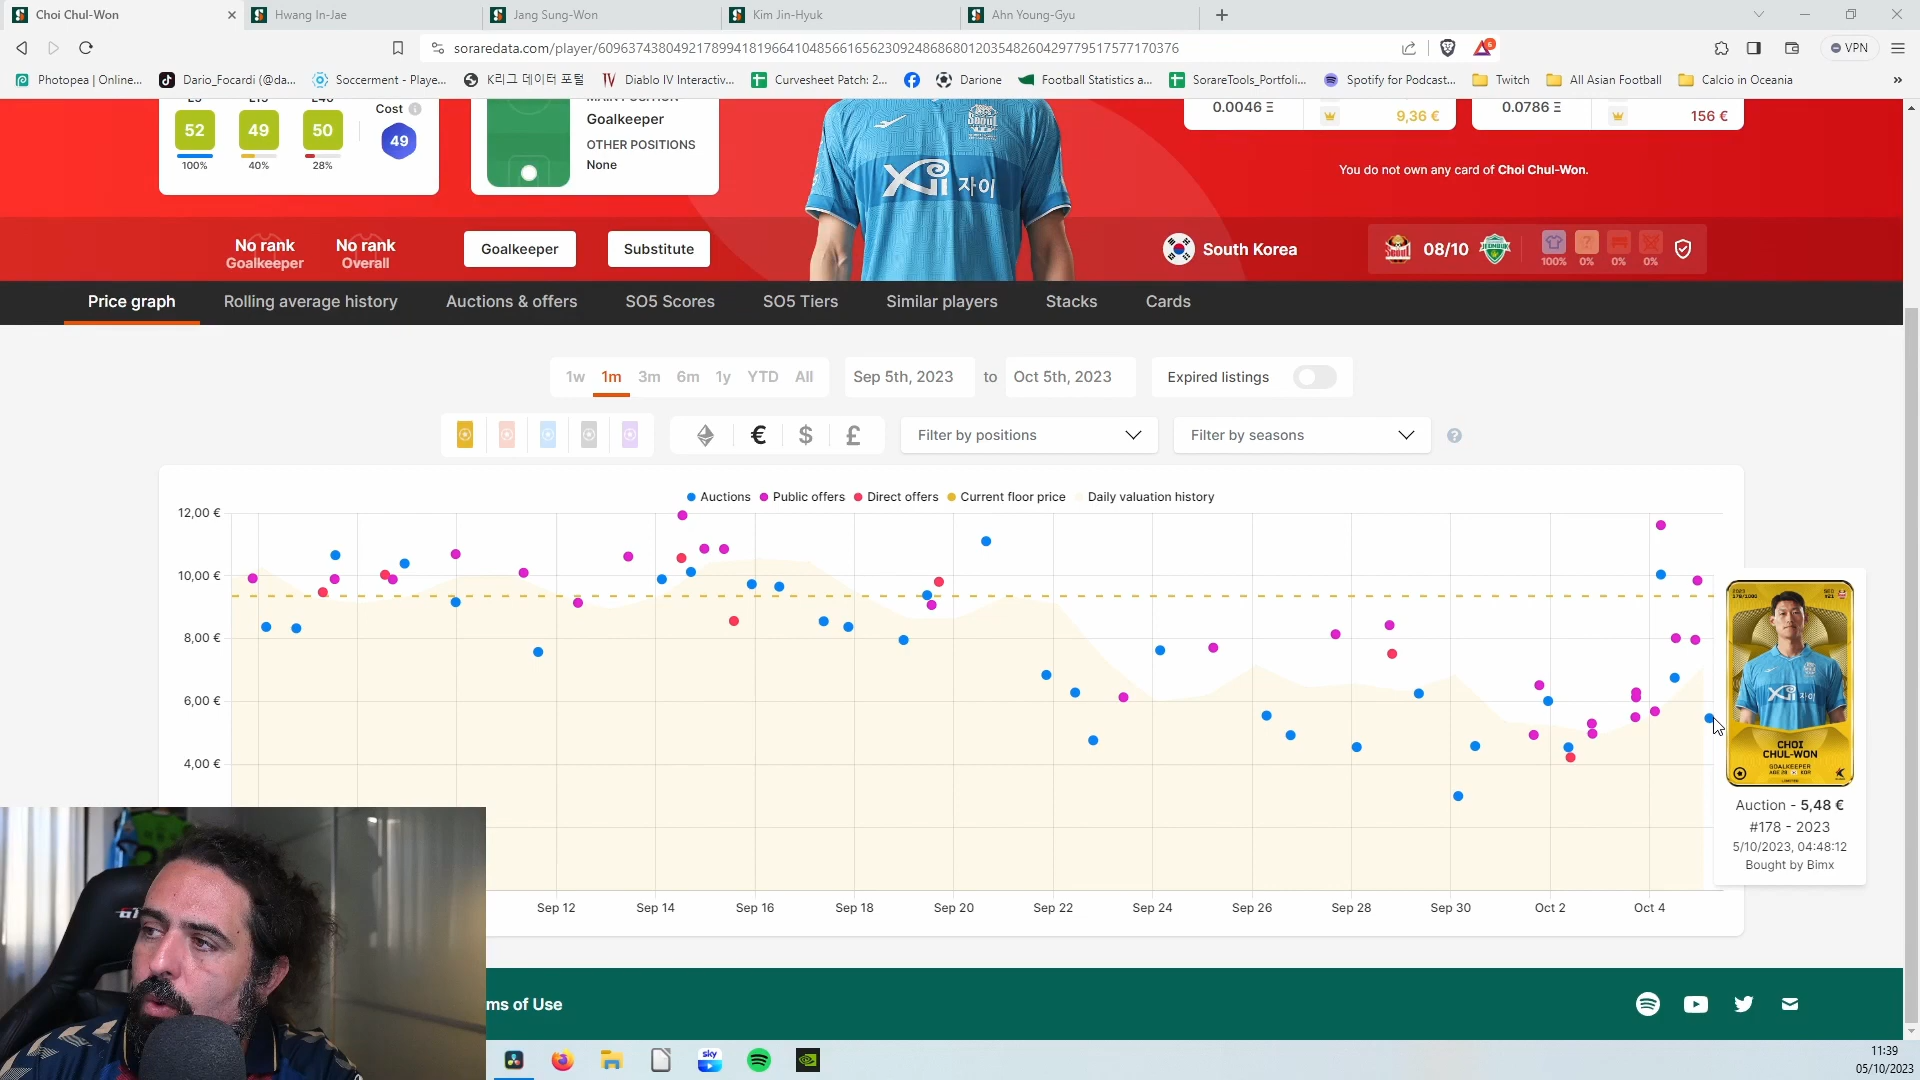 Choi Chul-Won
Hwang In-Jae
Jang Sung-Won
Kim Jin-Hyuk
Ahn Young-Gyu
soraredata.com/player/60963743804921789941819664104856616562309248686801203548260429779517577170376
VPN
Photopea | Online...
Dario_Focardi (@da...
Soccerment - Playe...
K리그 데이터 포털
Diablo IV Interactiv...
Curvesheet Patch: 2...
Darione
Football Statistics a...
SorareTools_Portfoli...
Spotify for Podcast...
Twitch
All Asian Football
Calcio in Oceania
52
49
50
Cost
49
100%
40%
28%
Goalkeeper
OTHER POSITIONS
None
Xi 자이
0.0046 Ξ
9,36 €
0.0786 Ξ
156 €
You do not own any card of Choi Chul-Won.
No rank
Goalkeeper
No rank
Overall
Goalkeeper
Substitute
South Korea
08/10
100%
0%
0%
0%
Price graph
Rolling average history
Auctions & offers
SO5 Scores
SO5 Tiers
Similar players
Stacks
Cards
1w
1m
3m
6m
1y
YTD
All
Sep 5th, 2023
to
Oct 5th, 2023
Expired listings
€
$
£
Filter by positions
Filter by seasons
?
Auctions
Public offers
Direct offers
Current floor price
Daily valuation history
12,00 €
10,00 €
8,00 €
6,00 €
4,00 €
Sep 12
Sep 14
Sep 16
Sep 18
Sep 20
Sep 22
Sep 24
Sep 26
Sep 28
Sep 30
Oct 2
Oct 4
CHOI
CHUL-WON
GOALKEEPER
Auction - 5,48 €
#178 - 2023
5/10/2023, 04:48:12
Bought by Bimx
ms of Use
sky
11:39
05/10/2023